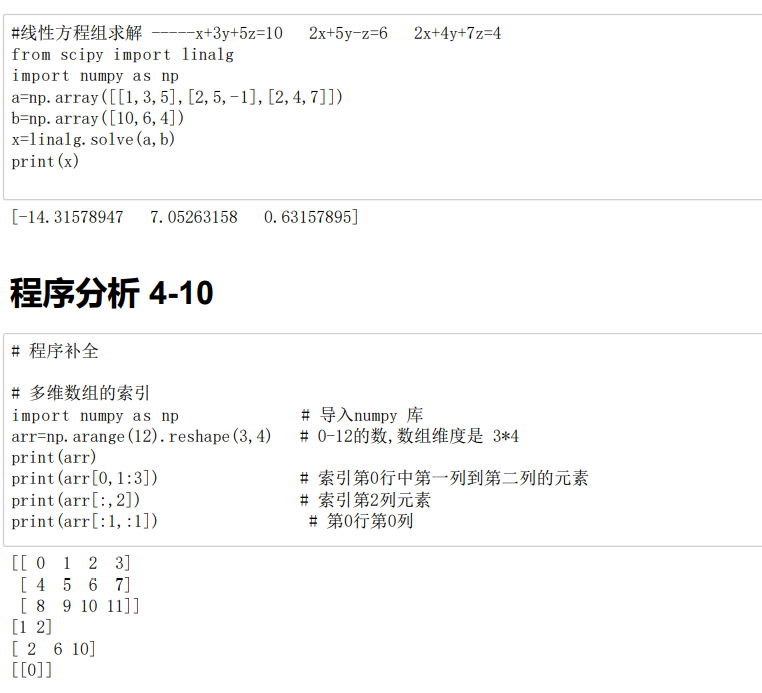 #线性方程组求解 -----x+3y+5z=10   2x+5y-z=6   2x+4y+7z=4
from scipy import linalg
import numpy as np
a=np.array([[1,3,5],[2,5,-1],[2,4,7]])
b=np.array([10,6,4])
x=linalg.solve(a,b)
print(x)
[-14.31578947   7.05263158   0.63157895]
程序分析 4-10
# 程序补全
# 多维数组的索引
import numpy as np              # 导入numpy 库
arr=np.arange(12).reshape(3,4)   # 0-12的数,数组维度是 3*4
print(arr)
print(arr[0,1:3])                # 索引第0行中第一列到第二列的元素
print(arr[:,2])                  # 索引第2列元素
print(arr[:1,:1])                 # 第0行第0列
[[ 0  1  2  3]
 [ 4  5  6  7]
 [ 8  9 10 11]]
[1 2]
[ 2  6 10]
[[0]]